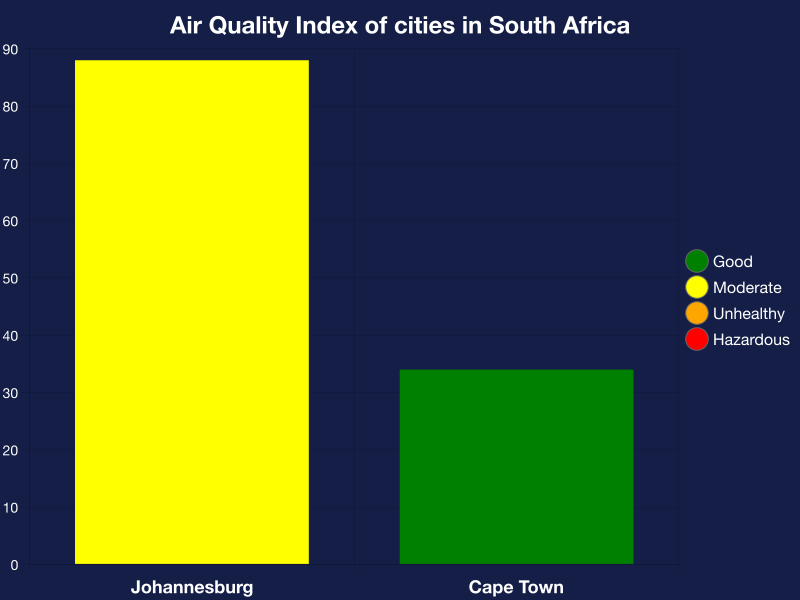 Air Quality Index of cities in South Africa
90
80
70
60
50
40
30
20
10
0
Johannesburg
Cape Town
Good
Moderate
Unhealthy
Hazardous